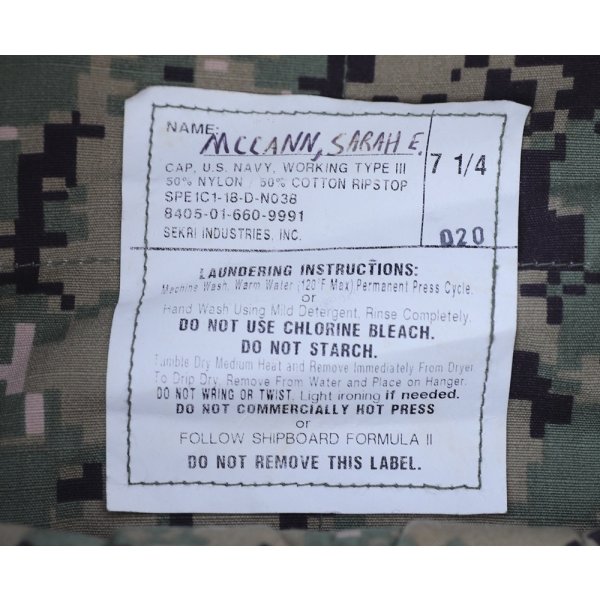 NAME: MCCANN, SARAH E.
CAP, U.S. NAVY, WORKING TYPE III
50% NYLON / 50% COTTON RIPSTOP
SPE1C1-18-D-N038
8405-01-660-9991
SEKRI INDUSTRIES, INC.
7 1/4
020
LAUNDERING INSTRUCTIONS:
Machine Wash, Warm Water (120°F Max) Permanent Press Cycle.
or
Hand Wash Using Mild Detergent, Rinse Completely.
DO NOT USE CHLORINE BLEACH.
DO NOT STARCH.
Tumble Dry Medium Heat and Remove Immediately From Dryer
To Drip Dry, Remove From Water and Place on Hanger.
DO NOT WRING OR TWIST. Light ironing if needed.
DO NOT COMMERCIALLY HOT PRESS
or
FOLLOW SHIPBOARD FORMULA II
DO NOT REMOVE THIS LABEL.